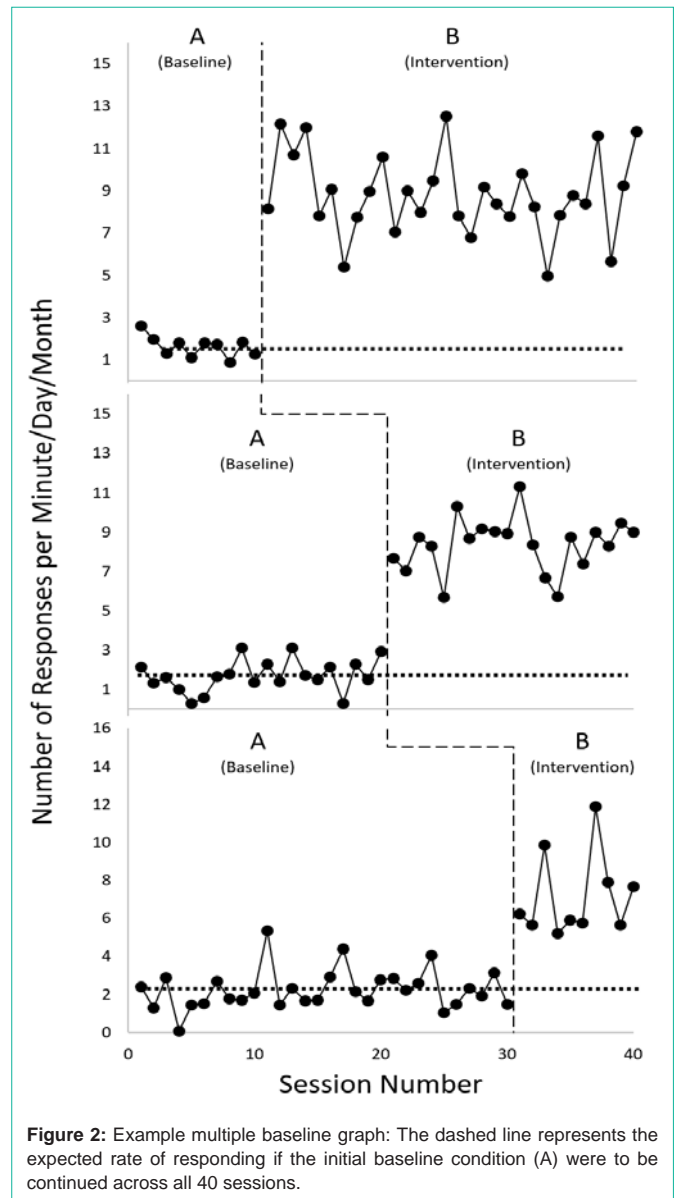 A B
(Baseline) (Intervention)
15
13
11
9
7
5
3
1
A B
(Baseline) (Intervention)
15
13
11
9
7
5
3
1
A B
(Baseline) (Intervention)
16
14
12
10
8
6
4
2
0
0 10 20 30 40
Session Number
Number of Responses per Minute/Day/Month
Figure 2: Example multiple baseline graph: The dashed line represents the
expected rate of responding if the initial baseline condition (A) were to be
continued across all 40 sessions.